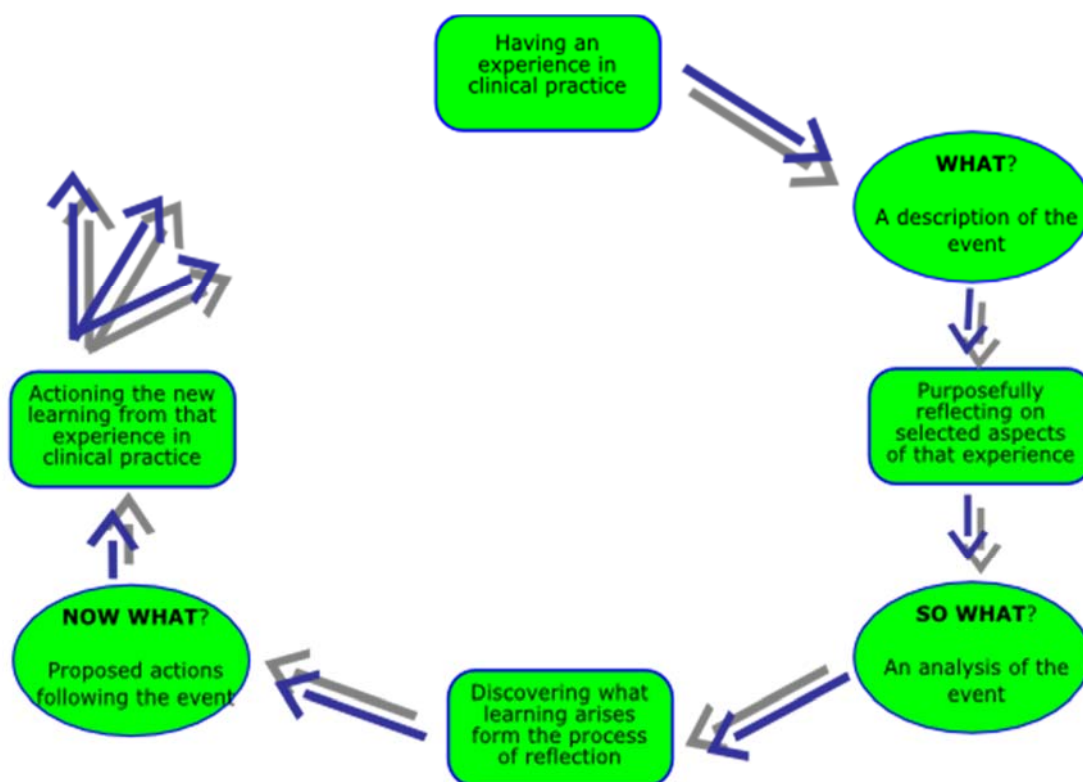 Having an
experience in
clinical practice
WHAT?
A description of the
event
Purposefully
reflecting on
selected aspects
of that experience
SO WHAT?
An analysis of the
event
Discovering what
learning arises
form the process
of reflection
NOW WHAT?
Proposed actions
following the event
Actioning the new
learning from that
experience in
clinical practice